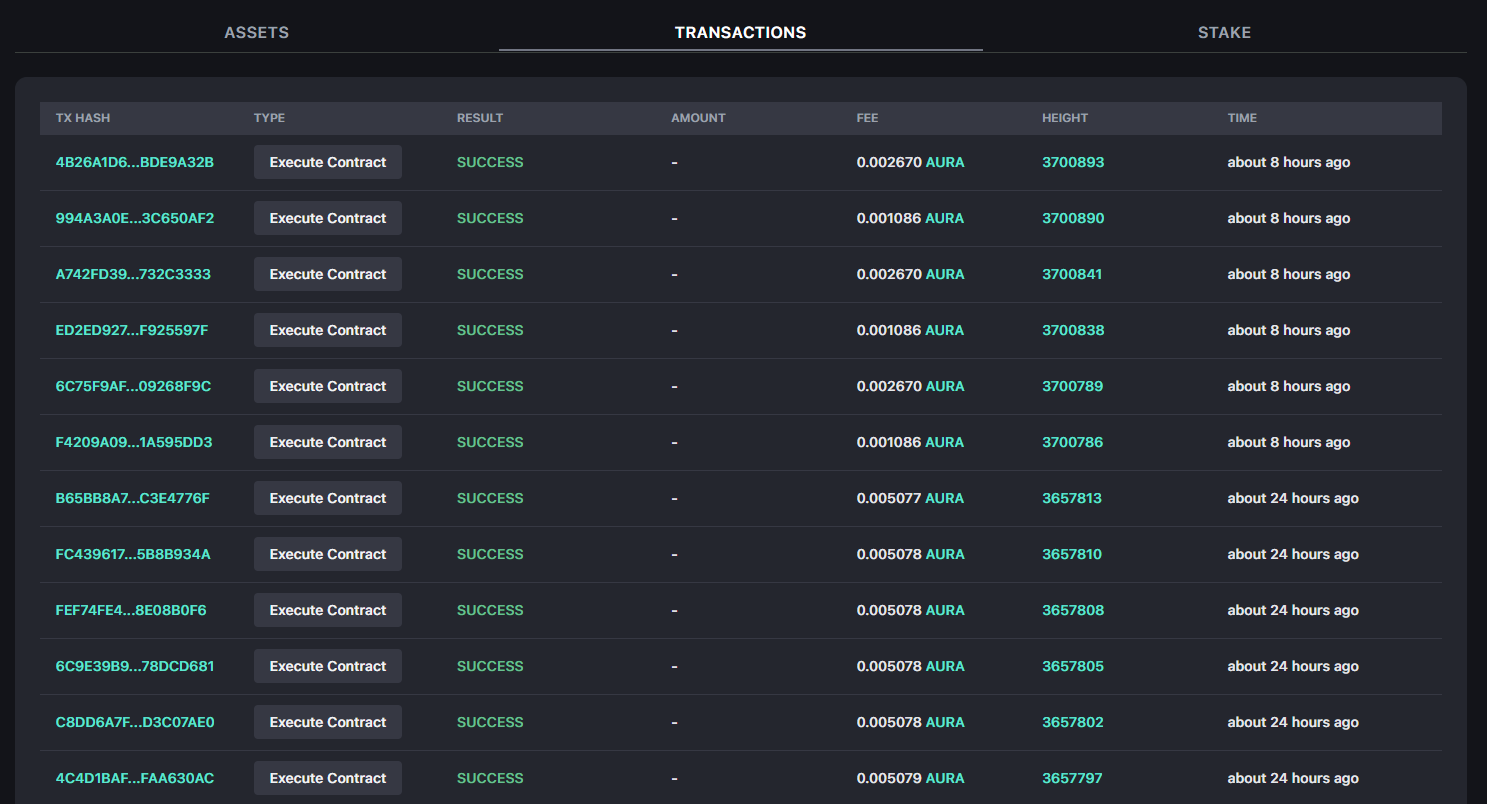 ASSETS TRANSACTIONS STAKE
TX HASH TYPE RESULT AMOUNT FEE HEIGHT TIME
4B26A1D6...BDE9A32B Execute Contract SUCCESS - 0.002670 AURA 3700893 about 8 hours ago
994A3A0E...3C650AF2 Execute Contract SUCCESS - 0.001086 AURA 3700890 about 8 hours ago
A742FD39...732C3333 Execute Contract SUCCESS - 0.002670 AURA 3700841 about 8 hours ago
ED2ED927...F925597F Execute Contract SUCCESS - 0.001086 AURA 3700838 about 8 hours ago
6C75F9AF...09268F9C Execute Contract SUCCESS - 0.002670 AURA 3700789 about 8 hours ago
F4209A09...1A595DD3 Execute Contract SUCCESS - 0.001086 AURA 3700786 about 8 hours ago
B65BB8A7...C3E4776F Execute Contract SUCCESS - 0.005077 AURA 3657813 about 24 hours ago
FC439617...5B8B934A Execute Contract SUCCESS - 0.005078 AURA 3657810 about 24 hours ago
FEF74FE4...8E08B0F6 Execute Contract SUCCESS - 0.005078 AURA 3657808 about 24 hours ago
6C9E39B9...78DCD681 Execute Contract SUCCESS - 0.005078 AURA 3657805 about 24 hours ago
C8DD6A7F...D3C07AE0 Execute Contract SUCCESS - 0.005078 AURA 3657802 about 24 hours ago
4C4D1BAF...FAA630AC Execute Contract SUCCESS - 0.005079 AURA 3657797 about 24 hours ago